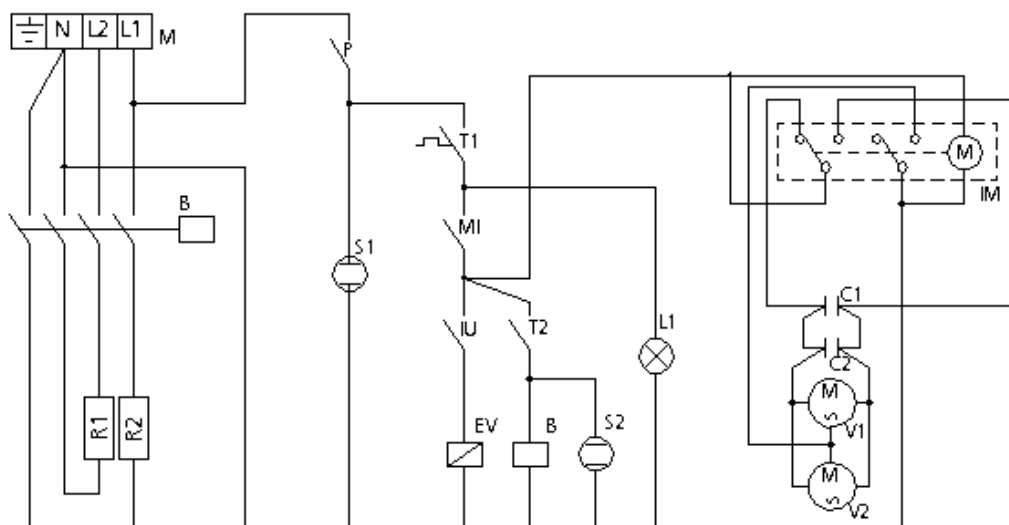 N L2 L1 M
P
T1
M
IM
B
MI
S1
C1
IU T2 L1
C2
M
S
V1
R1 R2
EV B S2
M
S
V2